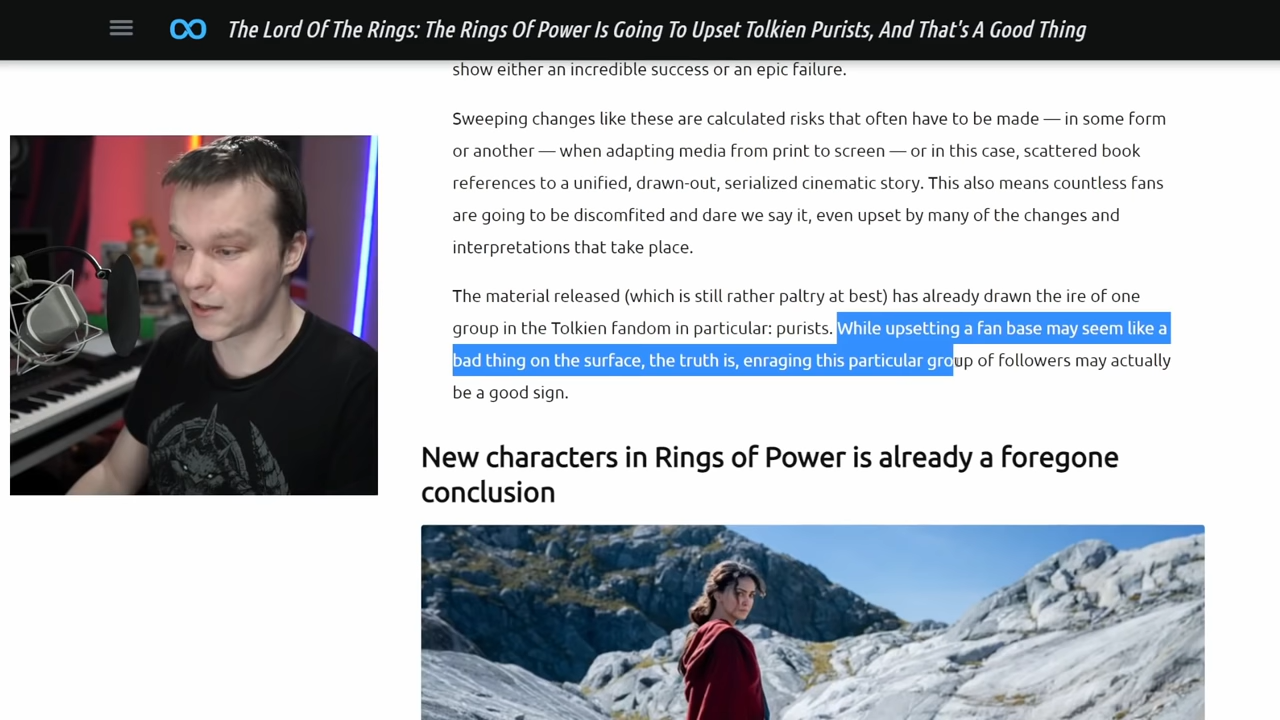 The Lord Of The Rings: The Rings Of Power Is Going To Upset Tolkien Purists, And That's A Good Thing
show either an incredible success or an epic failure.
Sweeping changes like these are calculated risks that often have to be made — in some form
or another — when adapting media from print to screen — or in this case, scattered book
references to a unified, drawn-out, serialized cinematic story. This also means countless fans
are going to be discomfited and dare we say it, even upset by many of the changes and
interpretations that take place.
The material released (which is still rather paltry at best) has already drawn the ire of one
group in the Tolkien fandom in particular: purists. While upsetting a fan base may seem like a
bad thing on the surface, the truth is, enraging this particular group of followers may actually
be a good sign.
New characters in Rings of Power is already a foregone
conclusion